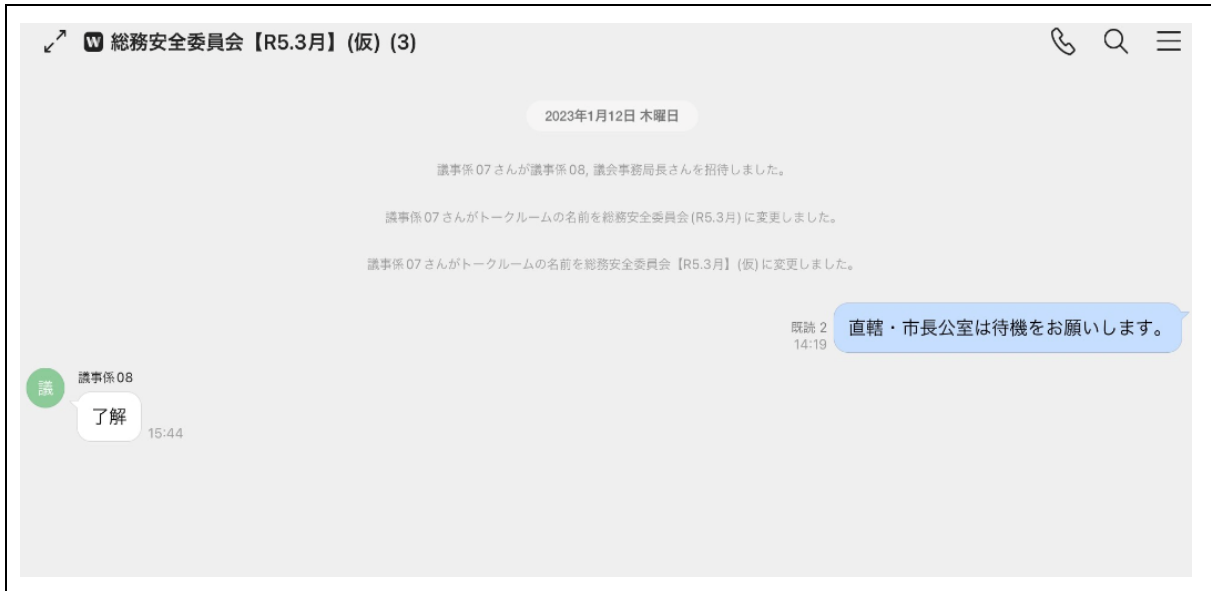 W 総務安全委員会【R5.3月】(仮) (3)
2023年1月12日 木曜日
議事係07さんが議事係08, 議会事務局長さんを招待しました。
議事係07さんがトークルームの名前を総務安全委員会(R5.3月)に変更しました。
議事係07さんがトークルームの名前を総務安全委員会【R5.3月】(仮)に変更しました。
直轄・市長公室は待機をお願いします。
既読 2
14:19
議
議事係08
了解
15:44